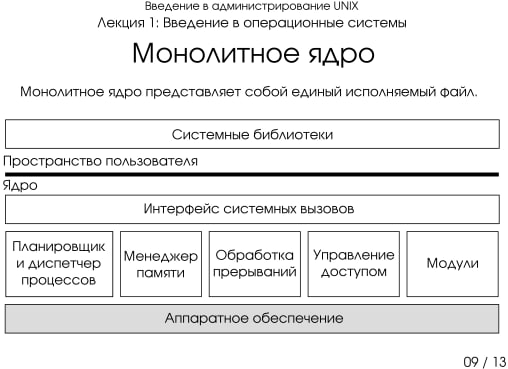 Введение в администрирование UNIX
Лекция 1: Введение в операционные системы
Монолитное ядро
Монолитное ядро представляет собой единый исполняемый файл.
Системные библиотеки
Пространство пользователя
Ядро
Интерфейс системных вызовов
Планировщик
и диспетчер
процессов
Менеджер
памяти
Обработка
прерываний
Управление
доступом
Модули
Аппаратное обеспечение
09 / 13